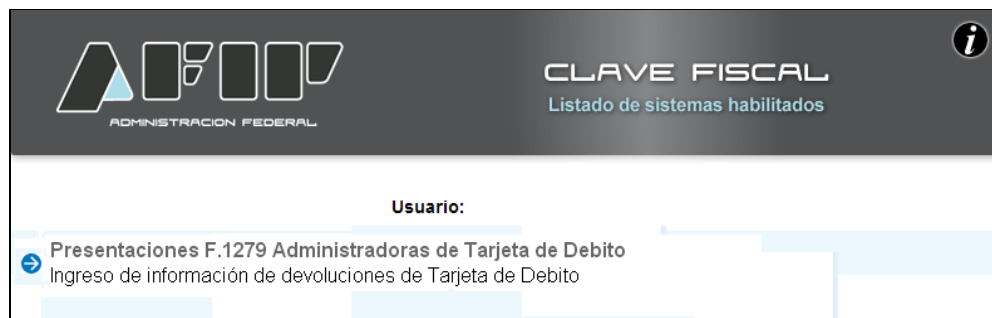 AFIP
ADMINISTRACION FEDERAL
CLAVE FISCAL
Listado de sistemas habilitados
i
Usuario:
Presentaciones F.1279 Administradoras de Tarjeta de Debito
Ingreso de información de devoluciones de Tarjeta de Debito